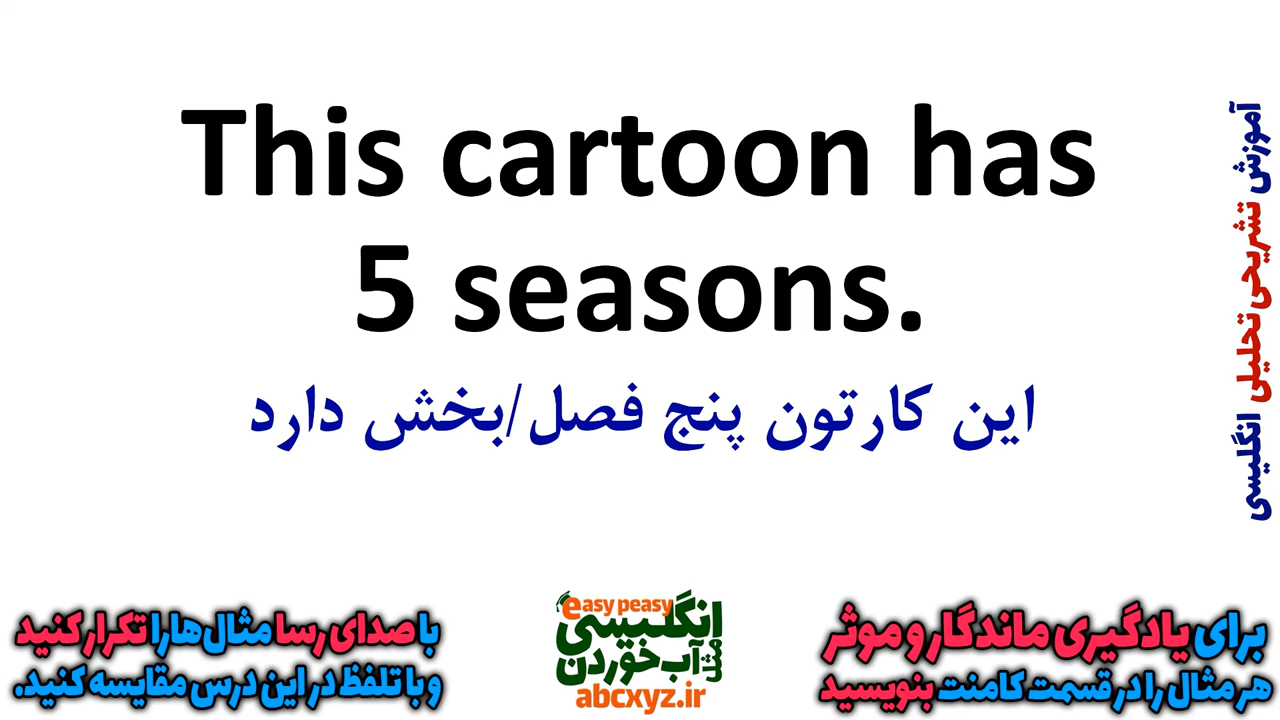 This cartoon has
5 seasons.
این کارتون پنج فصل/بخش دارد
آموزش تشریحی تحلیلی انگلیسی
برای یادگیری ماندگار و موثر
هر مثال را در قسمت کامنت بنویسید
easy peasy
انگلیسی
مثل آب خوردن
abcxyz.ir
با صدای رسا مثال‌ها را تکرار کنید
و با تلفظ در این درس مقایسه کنید.